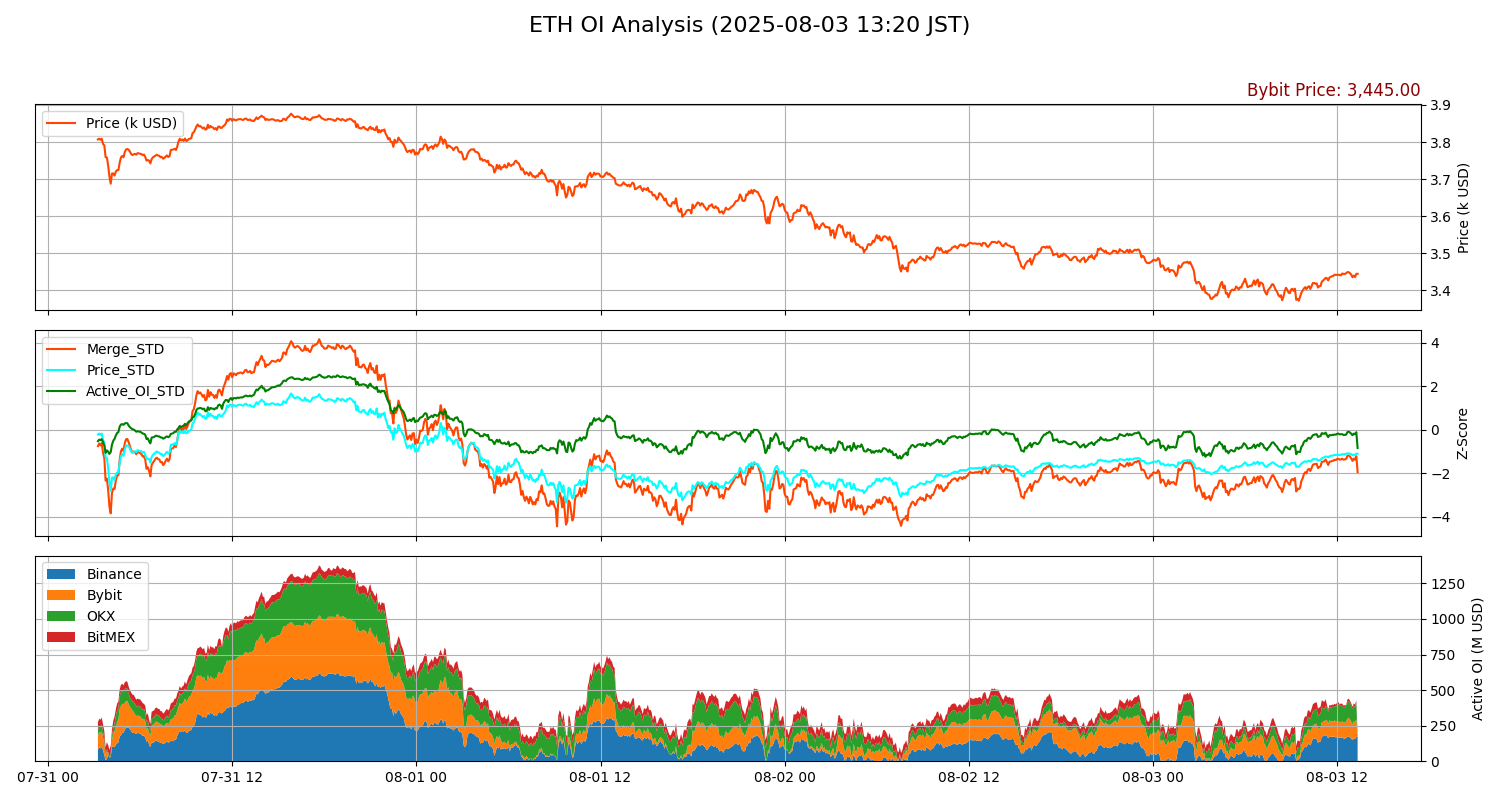 ETH OI Analysis (2025-08-03 13:20 JST)
Bybit Price: 3,445.00
Price (k USD)
3.9
3.8
3.7
3.6
3.5
3.4
Price (k USD)
Merge_STD
Price_STD
Active_OI_STD
4
2
0
−2
−4
Z-Score
Binance
Bybit
OKX
BitMEX
1250
1000
750
500
250
0
Active OI (M USD)
07-31 00 07-31 12 08-01 00 08-01 12 08-02 00 08-02 12 08-03 00 08-03 12